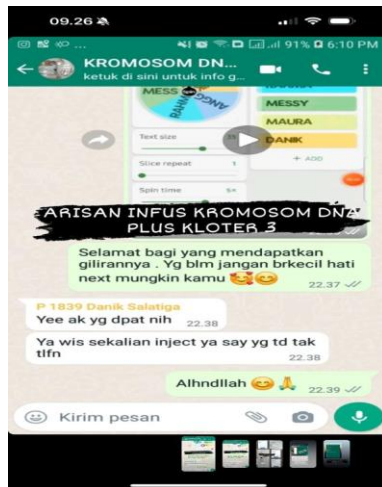 09.26
91% 6:10 PM
KROMOSOM DN...
ketuk di sini untuk info g...
MESS
RAHN
ANGGN
MESSY
MAURA
DANIK
Text size
+ ADD
Slice repeat 1
Spin time
ARISAN INFUS KROMOSOM DNA
PLUS KLOTER 3
Selamat bagi yang mendapatkan
gilirannya . Yg blm jangan brkecil hati
next mungkin kamu 🥰😊
22.37
P 1839 Danik Salatiga
Yee ak yg dpat nih 22.38
Ya wis sekalian inject ya say yg td tak
tlfn 22.38
Alhndllah 😊🙏 22.39
Kirim pesan